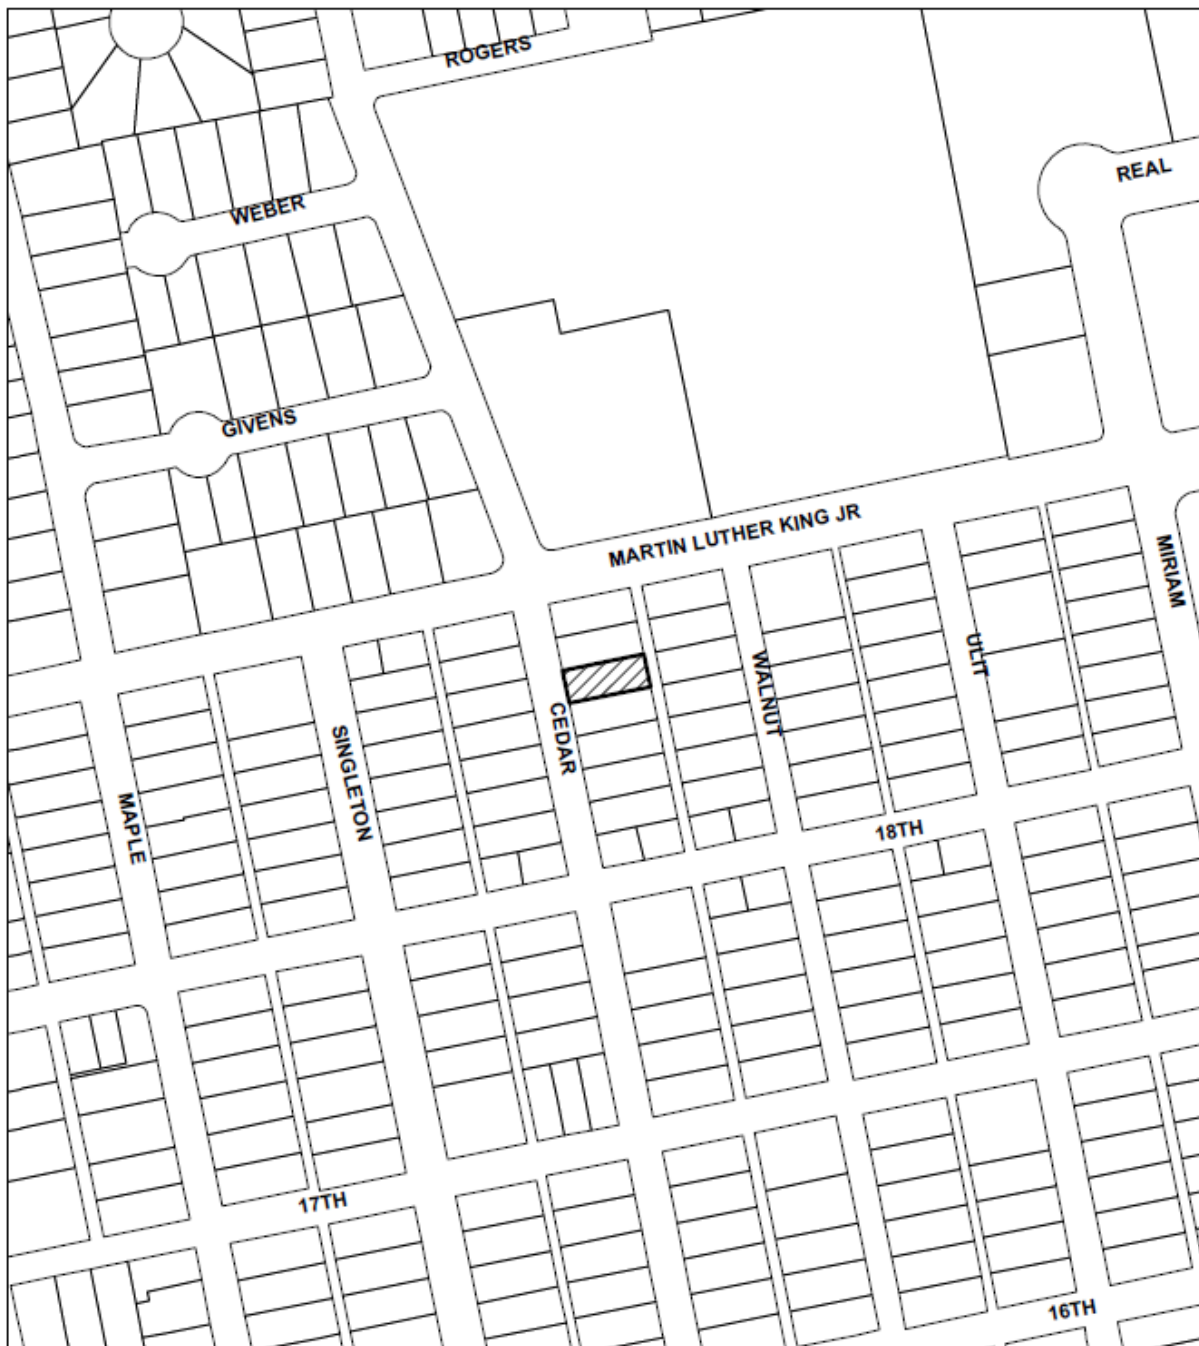 ROGERS
REAL
WEBER
GIVENS
MARTIN LUTHER KING JR
MIRIAM
ULIT
WALNUT
CEDAR
SINGLETON
MAPLE
18TH
17TH
16TH